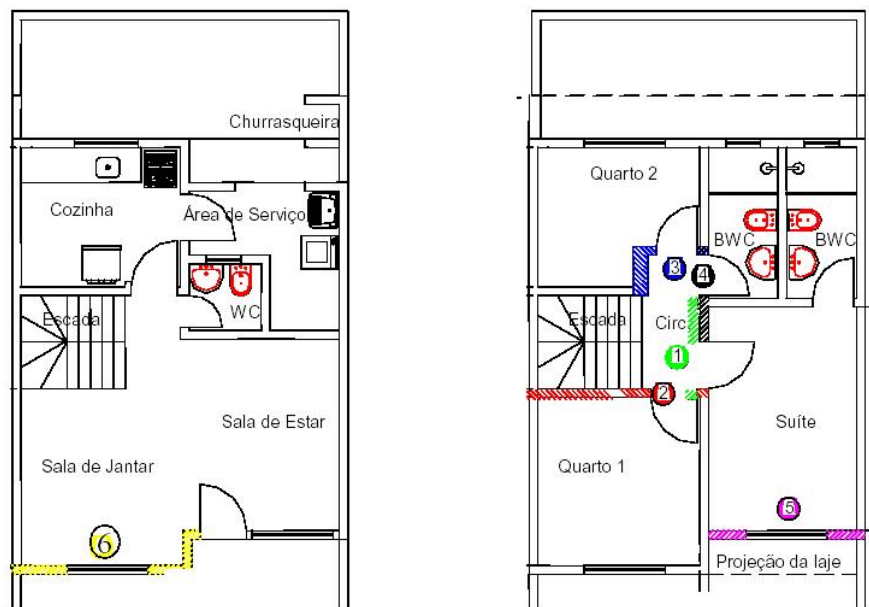 Churrasqueira
Cozinha
Área de Serviço
WC
Escada
Sala de Estar
Sala de Jantar
6
Quarto 2
BWC
BWC
3
4
Escada
Circ
1
2
Suíte
Quarto 1
5
Projeção da laje